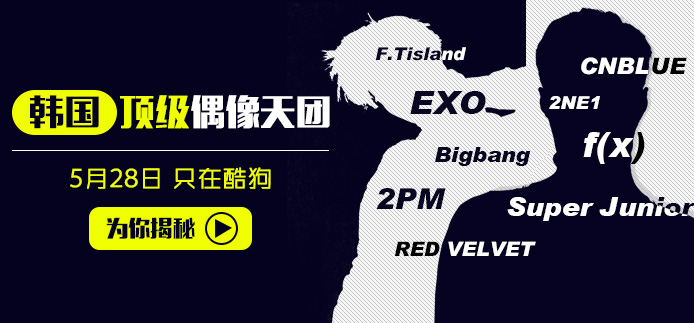 韩国 顶级偶像天团
5月28日 只在酷狗
为你揭秘
F.Tisland
CNBLUE
EXO
2NE1
f(x)
Bigbang
2PM
Super Junior
RED VELVET